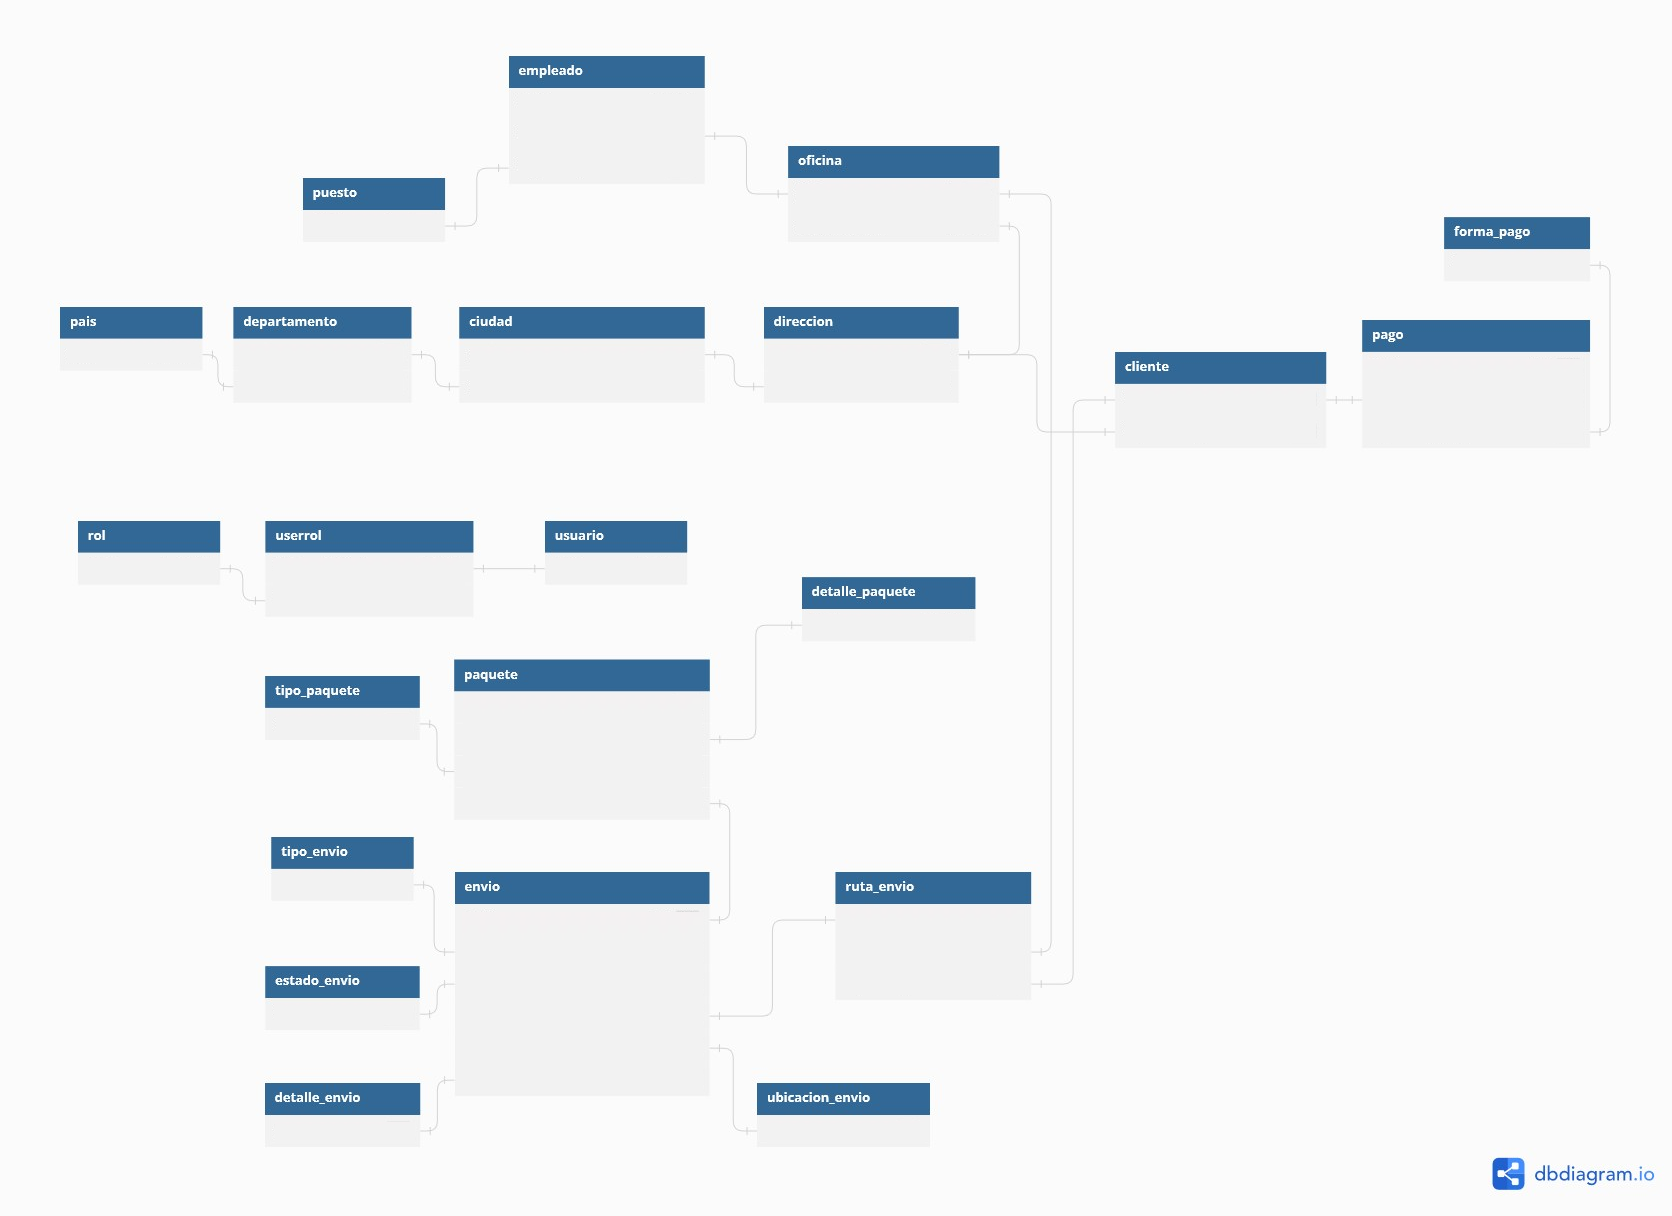 empleado
oficina
puesto
forma_pago
pais
departamento
ciudad
direccion
pago
cliente
rol
userrol
usuario
detalle_paquete
paquete
tipo_paquete
tipo_envio
envio
ruta_envio
estado_envio
detalle_envio
ubicacion_envio
dbdiagram.io